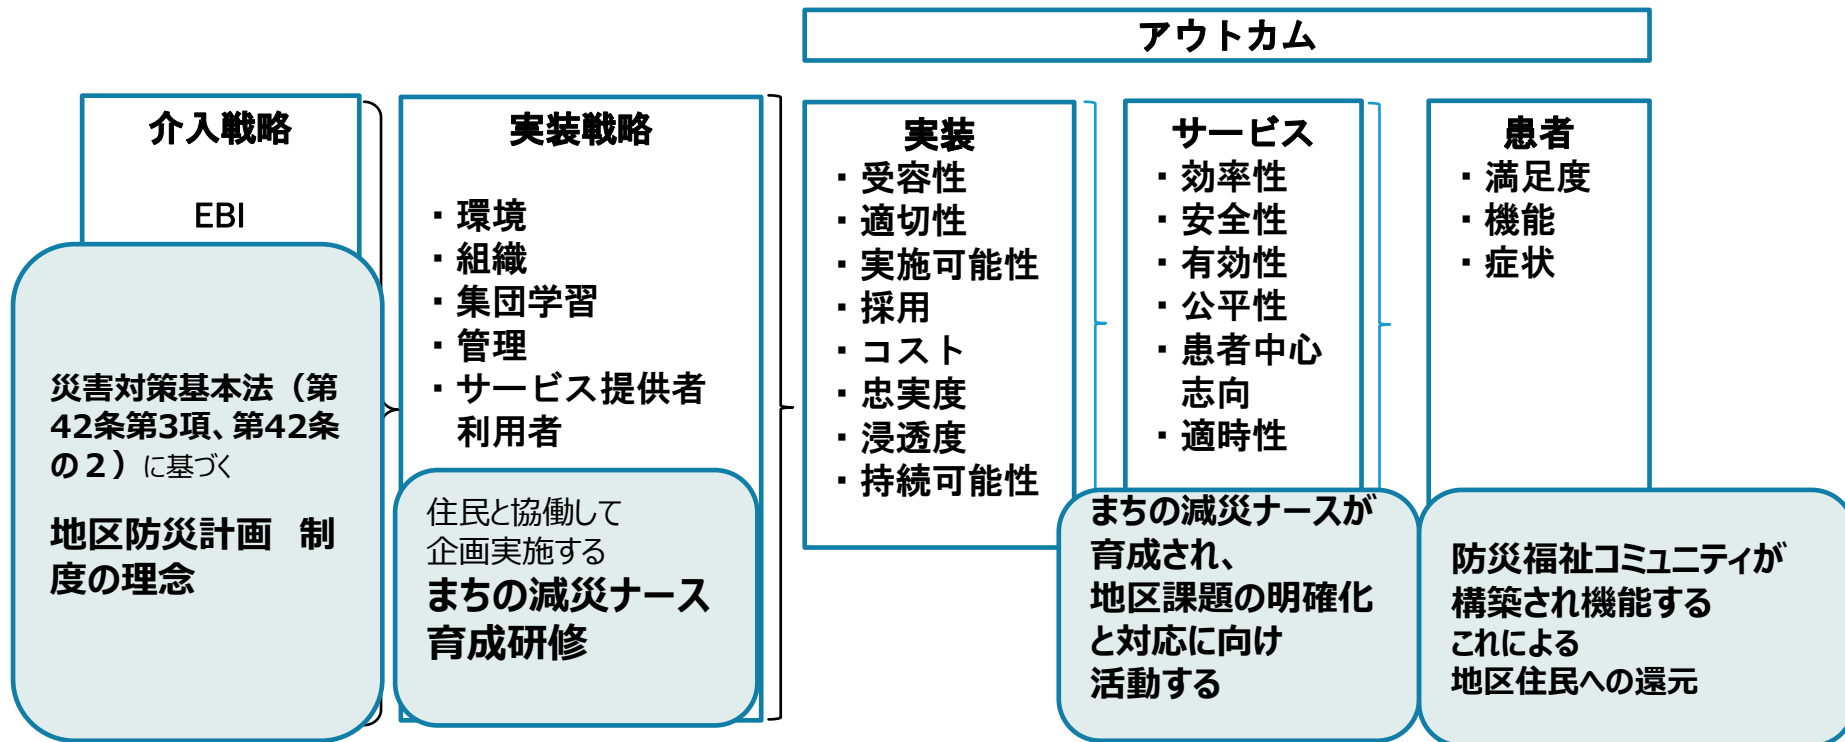 アウトカム
介入戦略
EBI
災害対策基本法（第
42条第3項、第42条
の２）に基づく
地区防災計画　制
度の理念
実装戦略
・環境
・組織
・集団学習
・管理
・サービス提供者
利用者
住民と協働して
企画実施する
まちの減災ナース
育成研修
実装
・受容性
・適切性
・実施可能性
・採用
・コスト
・忠実度
・浸透度
・持続可能性
サービス
・効率性
・安全性
・有効性
・公平性
・患者中心
志向
・適時性
まちの減災ナースが
育成され、
地区課題の明確化
と対応に向け
活動する
患者
・満足度
・機能
・症状
防災福祉コミュニティが
構築され機能する
これによる
地区住民への還元